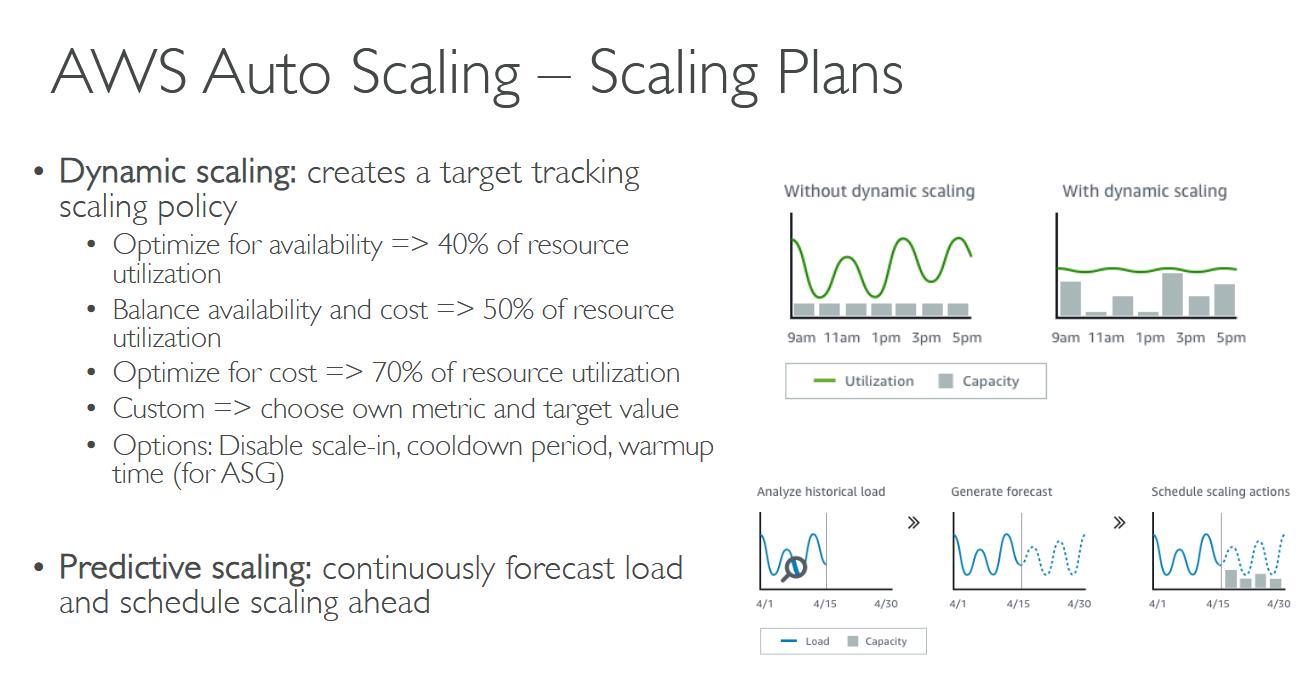 AWS Auto Scaling – Scaling Plans
• Dynamic scaling: creates a target tracking
scaling policy
• Optimize for availability => 40% of resource
utilization
• Balance availability and cost => 50% of resource
utilization
• Optimize for cost => 70% of resource utilization
• Custom => choose own metric and target value
• Options: Disable scale-in, cooldown period, warmup
time (for ASG)
• Predictive scaling: continuously forecast load
and schedule scaling ahead
Without dynamic scaling
9am 11am 1pm 3pm 5pm
With dynamic scaling
9am 11am 1pm 3pm 5pm
Utilization Capacity
Analyze historical load
4/1 4/15 4/30
»
Generate forecast
4/1 4/15 4/30
»
Schedule scaling actions
4/1 4/15 4/30
Load Capacity